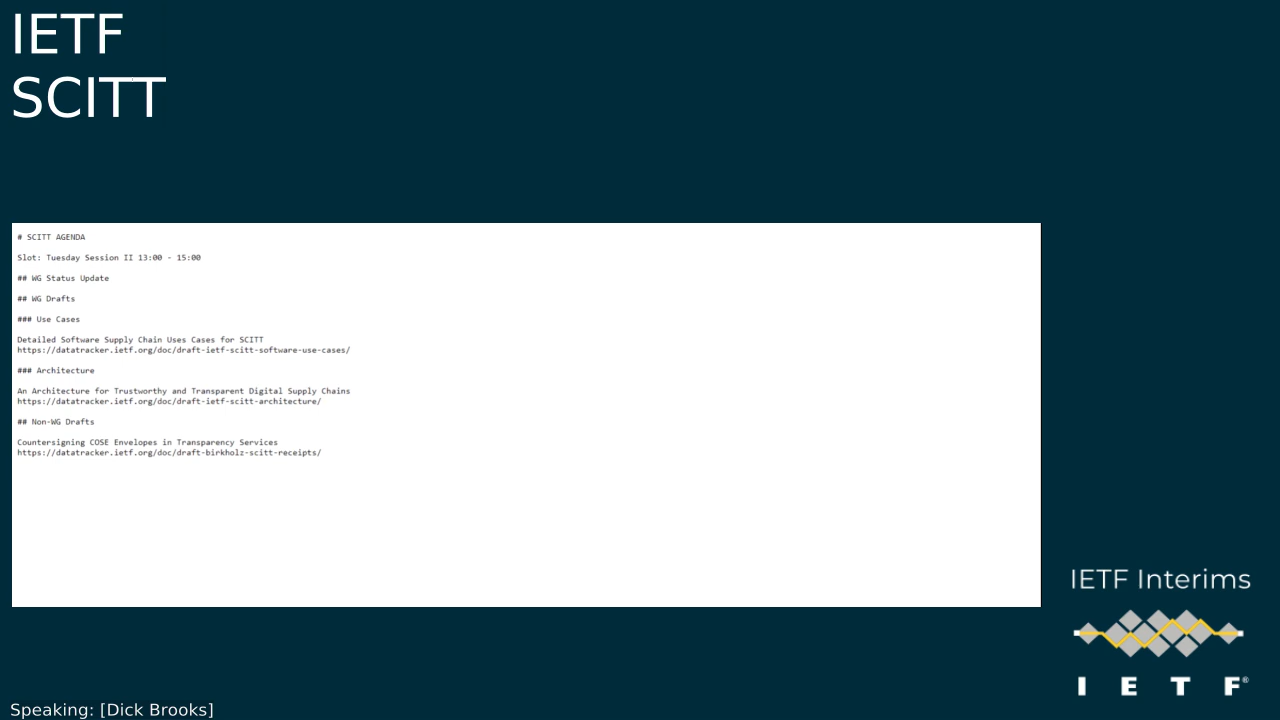 IETF
SCITT
# SCITT AGENDA
Slot: Tuesday Session II 13:00 - 15:00
## WG Status Update
## WG Drafts
### Use Cases
Detailed Software Supply Chain Uses Cases for SCITT
https://datatracker.ietf.org/doc/draft-ietf-scitt-software-use-cases/
### Architecture
An Architecture for Trustworthy and Transparent Digital Supply Chains
https://datatracker.ietf.org/doc/draft-ietf-scitt-architecture/
## Non-WG Drafts
Countersigning COSE Envelopes in Transparency Services
https://datatracker.ietf.org/doc/draft-birkholz-scitt-receipts/
IETF Interims
I E T F®
Speaking: [Dick Brooks]